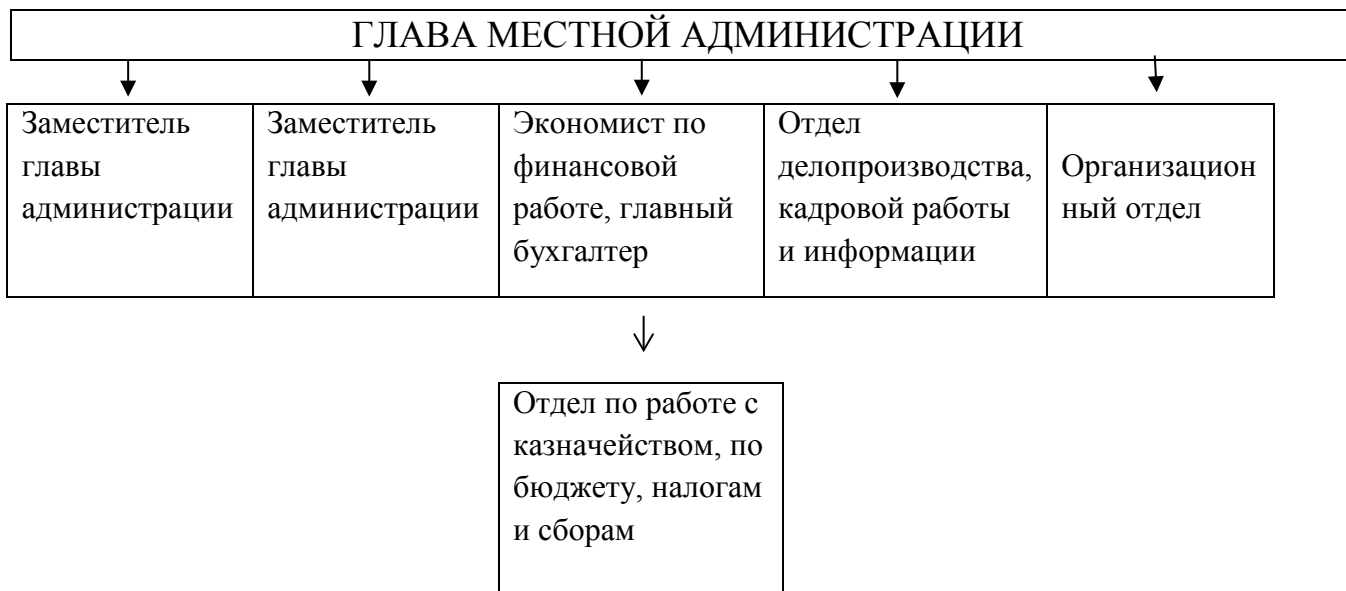 ГЛАВА МЕСТНОЙ АДМИНИСТРАЦИИ
Заместитель
главы
администрации
Заместитель
главы
администрации
Экономист по
финансовой
работе, главный
бухгалтер
Отдел
делопроизводства,
кадровой работы
и информации
Организацион
ный отдел
Отдел по работе с
казначейством, по
бюджету, налогам
и сборам